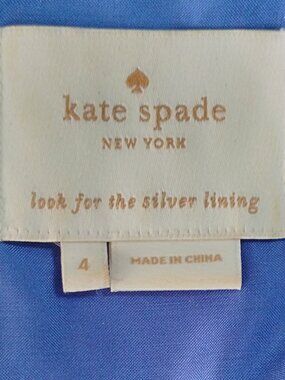 kate spade
NEW YORK
look for the silver lining
4
MADE IN CHINA